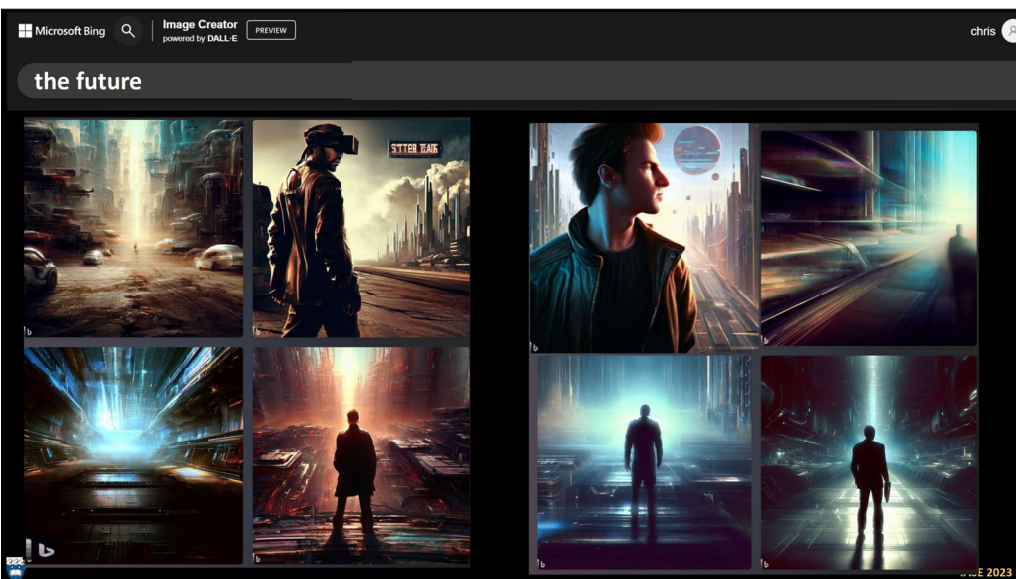 Microsoft Bing
Image Creator
powered by DALL·E
PREVIEW
chris
the future
2023